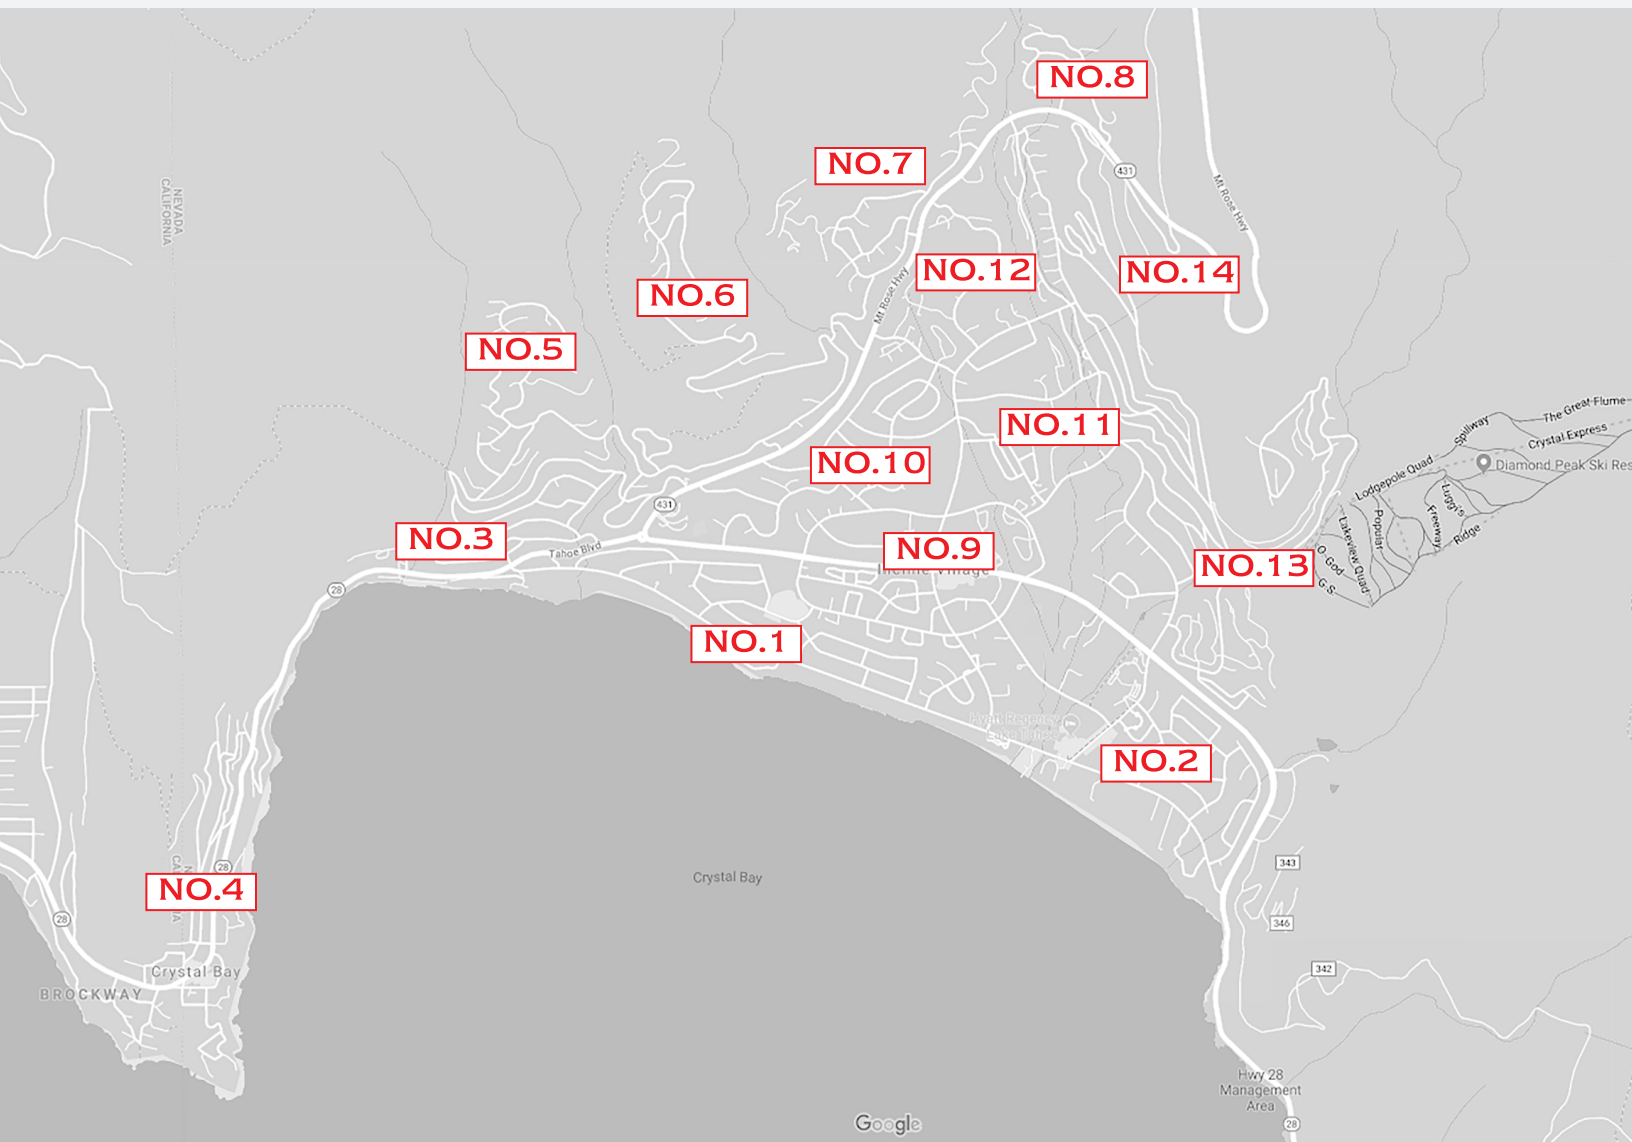 NO.8
NO.7
431
NEVADA
CALIFORNIA
Mt Rose Hwy
NO.12
NO.14
NO.6
Mt Rose Hwy
NO.5
The Great Flume
Spillway
Crystal Express
NO.11
NO.10
Diamond Peak Ski Res
Lodgepole Quad
Luggi's
Freeway
Popular
Lakeview Quad
Ridge
431
NO.3
Tahoe Blvd
NO.9
Incline Village
NO.13
O-God
G.S.
28
NO.1
Hyatt Regency
Lake Tahoe
NO.2
28
343
Crystal Bay
NO.4
28
346
342
Crystal Bay
BROCKWAY
Hwy 28
Management
Area
Google
28